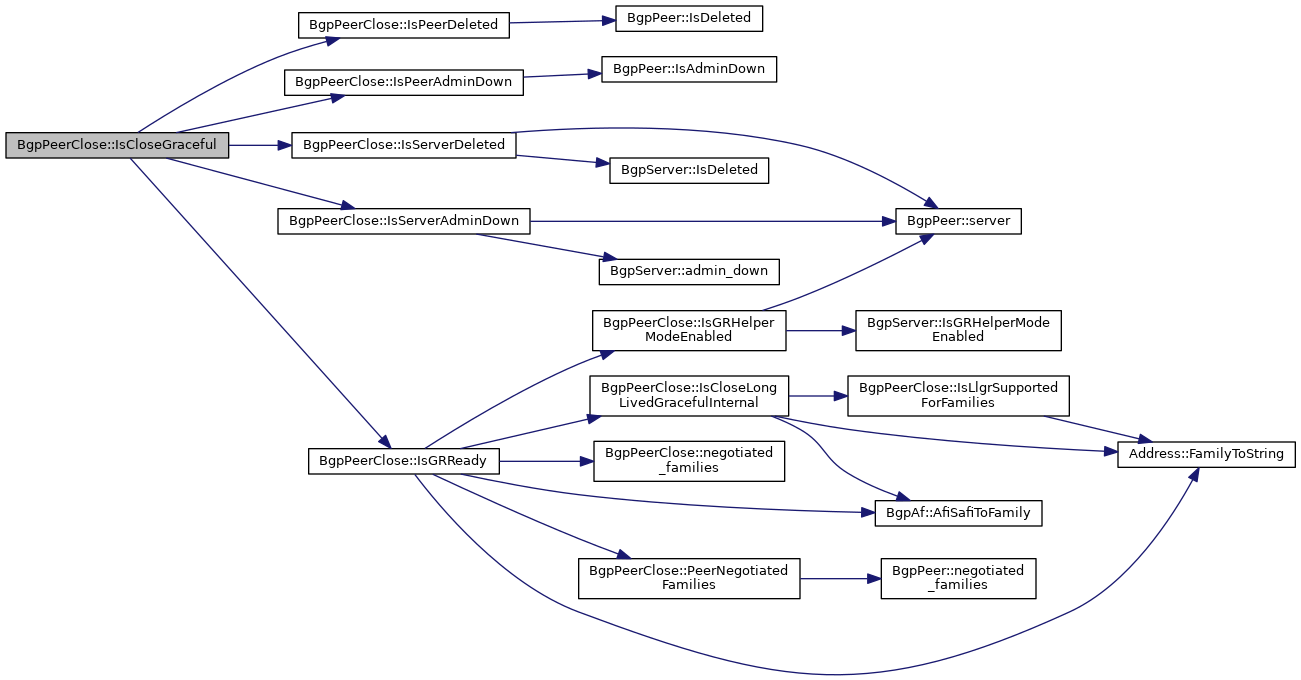 BgpPeerClose::IsCloseGraceful
BgpPeerClose::IsPeerDeleted
BgpPeer::IsDeleted
BgpPeerClose::IsPeerAdminDown
BgpPeer::IsAdminDown
BgpPeerClose::IsServerDeleted
BgpServer::IsDeleted
BgpPeerClose::IsServerAdminDown
BgpPeer::server
BgpServer::admin_down
BgpPeerClose::IsGRReady
BgpPeerClose::IsGRHelper
ModeEnabled
BgpServer::IsGRHelperMode
Enabled
BgpPeerClose::IsCloseLong
LivedGracefulInternal
BgpPeerClose::IsLlgrSupported
ForFamilies
BgpPeerClose::negotiated
_families
Address::FamilyToString
BgpAf::AfiSafiToFamily
BgpPeerClose::PeerNegotiated
Families
BgpPeer::negotiated
_families